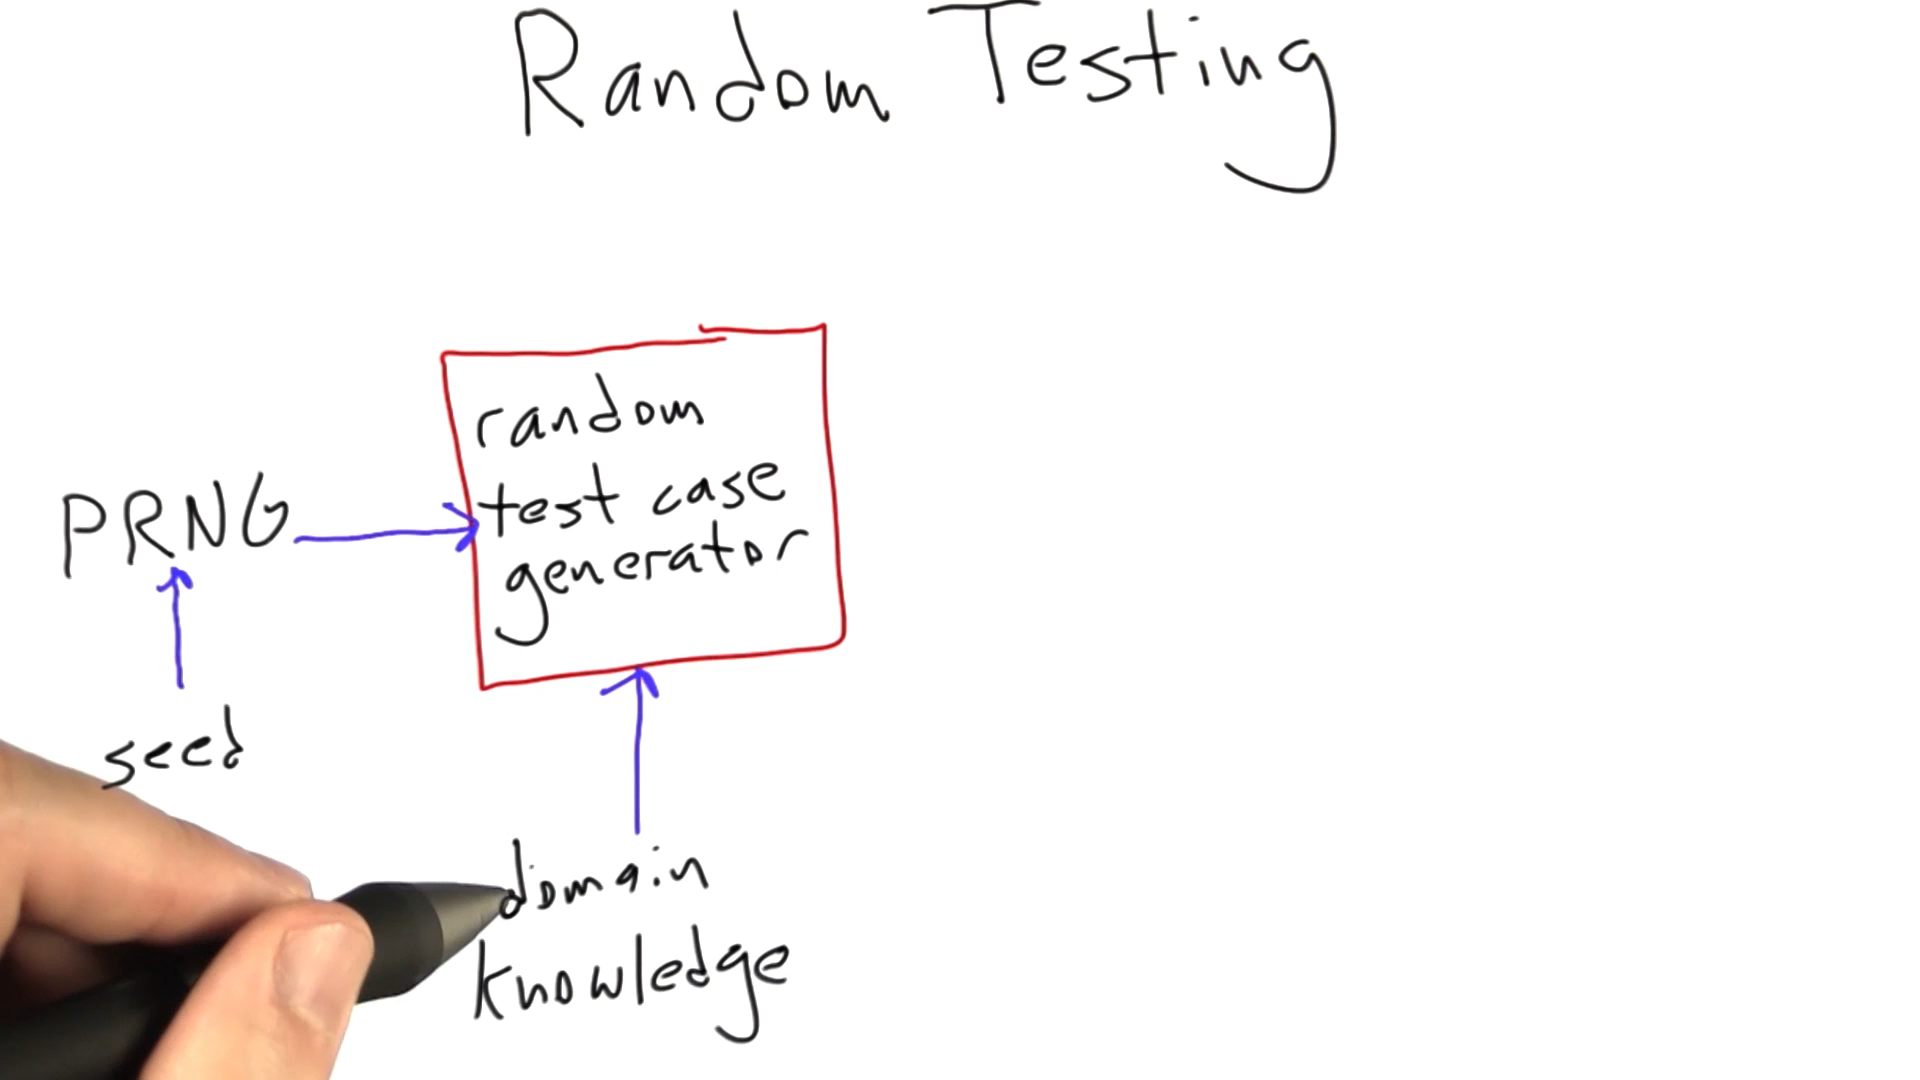 Random Testing
random
test case
generator
PRNG
seed
domain
knowledge